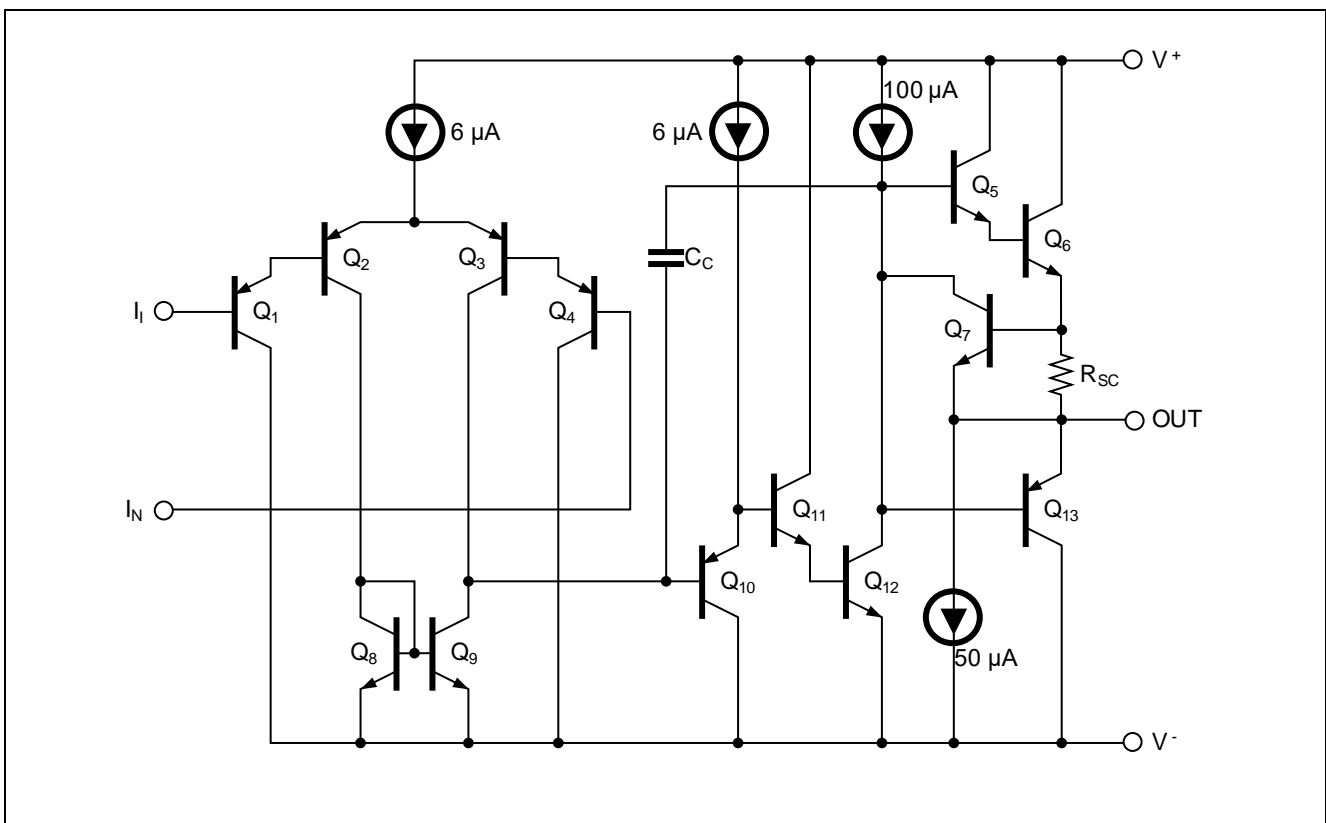 V+
100 µA
6 µA
6 µA
Q5
Q2
Q3
Q6
CC
II
Q1
Q4
Q7
RSC
OUT
IN
Q11
Q13
Q10
Q12
Q8
Q9
50 µA
V-